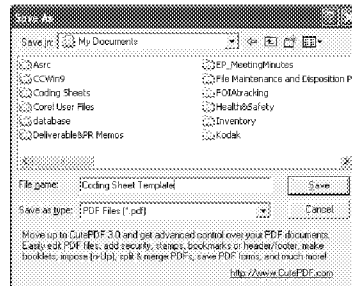 Save As
Save in: My Documents
Asrc
CCWin9
Coding Sheets
Corel User Files
database
Deliverable&PR Memos
EP_MeetingMinutes
File Maintenance and Disposition P
FOIAtracking
Health&Safety
Inventory
Kodak
File name: Coding Sheet Template Save
Save as type: PDF Files (*.pdf) Cancel
Move up to CutePDF 3.0 and get advanced control over your PDF documents.
Easily edit PDF files, add security, stamps, bookmarks or header/footer, make
booklets, impose (n-Up), split & merge PDFs, save PDF forms, and much more!
http://www.CutePDF.com